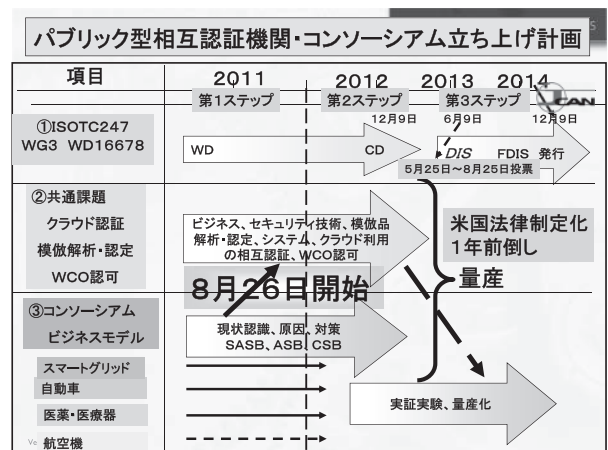 パブリック型相互認証機関・コンソーシアム立ち上げ計画
項目
2011 2012 2013 2014
第1ステップ 第2ステップ 第3ステップ
CAN
12月9日 6月9日 12月9日
①ISOTC247
WG3 WD16678
WD CD DIS FDIS 発行
5月25日～8月25日投票
②共通課題
クラウド認証
模倣解析・認定
WCO認可
ビジネス、セキュリティ技術、模倣品
解析・認定、システム、クラウド利用
の相互認証、WCO認可
米国法律制定化
1年前倒し
量産
8月26日開始
③コンソーシアム
ビジネスモデル
現状認識、原因、対策
SASB、ASB、CSB
スマートグリッド
自動車
医薬・医療器
Ve 航空機
実証実験、量産化